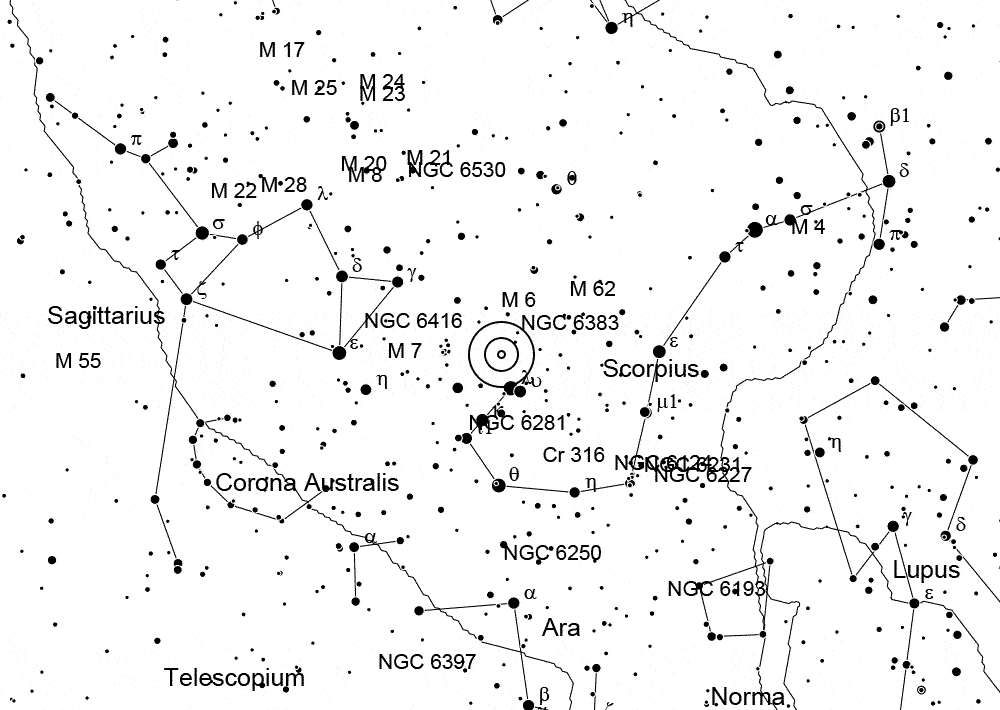 η
M 17
M 25
M 24
M 23
β1
π
M 20
M 8
M 21
NGC 6530
θ
δ
M 22
M 28
λ
σ
φ
α
σ
M 4
π
τ
τ
δ
γ
ζ
M 6
M 62
Sagittarius
NGC 6416
NGC 6383
M 55
ε
M 7
ε
Scorpius
η
λ
υ
μ1
NGC 6281
ι1
η
Cr 316
NGC 6124
NGC 6231
NGC 6227
Corona Australis
θ
η
γ
δ
α
NGC 6250
Lupus
NGC 6193
α
ε
Ara
NGC 6397
Telescopium
β
Norma
ζ